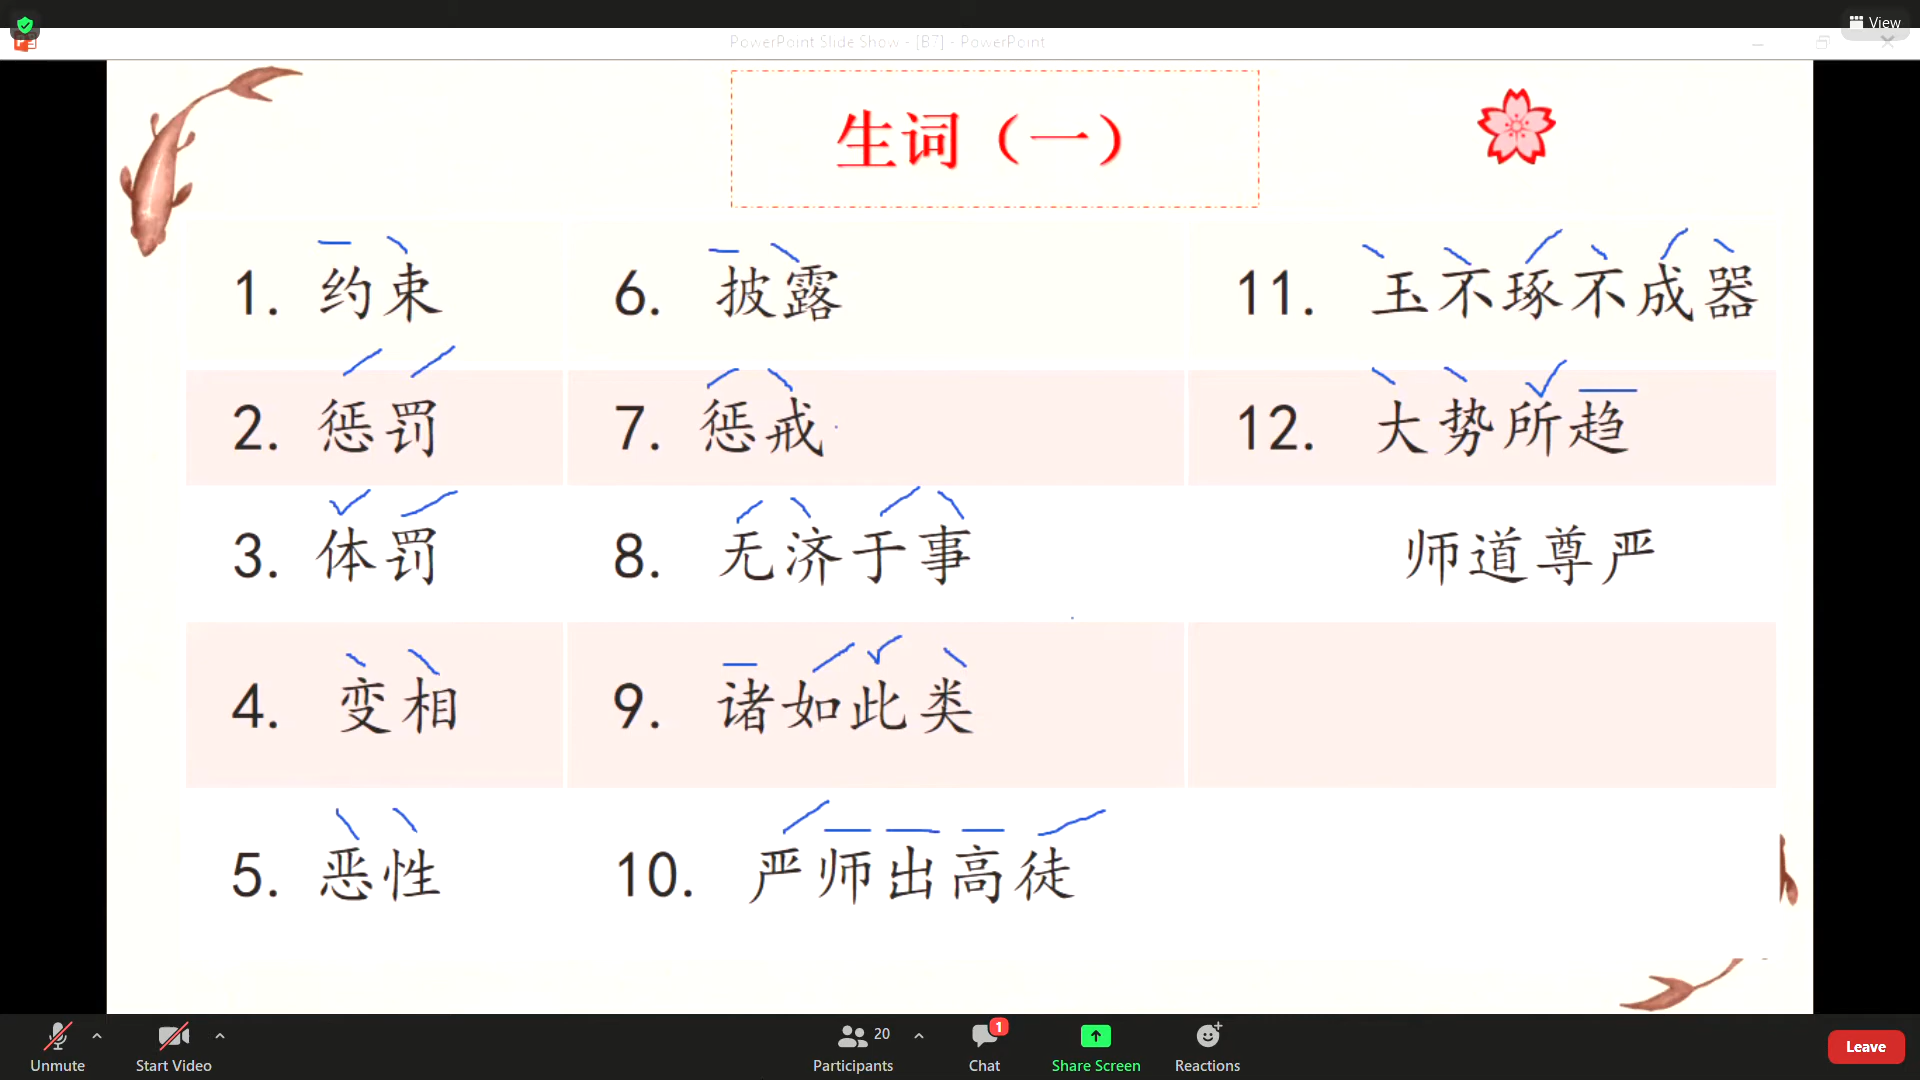 View
PowerPoint Slide Show - [B7] - PowerPoint
生词（一）
1. 约束
6. 披露
11. 玉不琢不成器
2. 惩罚
7. 惩戒
12. 大势所趋
3. 体罚
8. 无济于事
师道尊严
4. 变相
9. 诸如此类
5. 恶性
10. 严师出高徒
Unmute
Start Video
20
Participants
1
Chat
Share Screen
Reactions
Leave